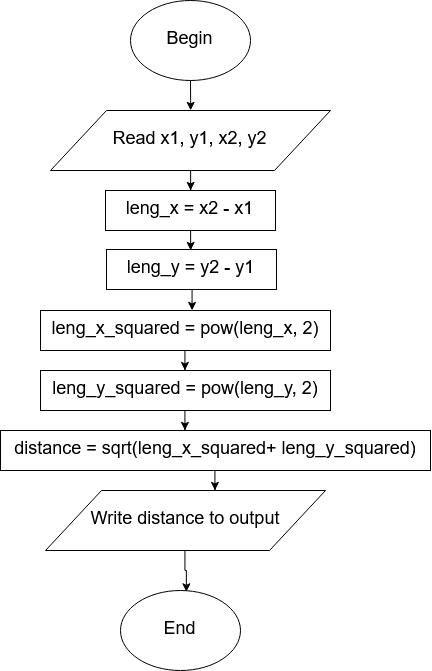 Begin
Read x1, y1, x2, y2
leng_x = x2 - x1
leng_y = y2 - y1
leng_x_squared = pow(leng_x, 2)
leng_y_squared = pow(leng_y, 2)
distance = sqrt(leng_x_squared+ leng_y_squared)
Write distance to output
End